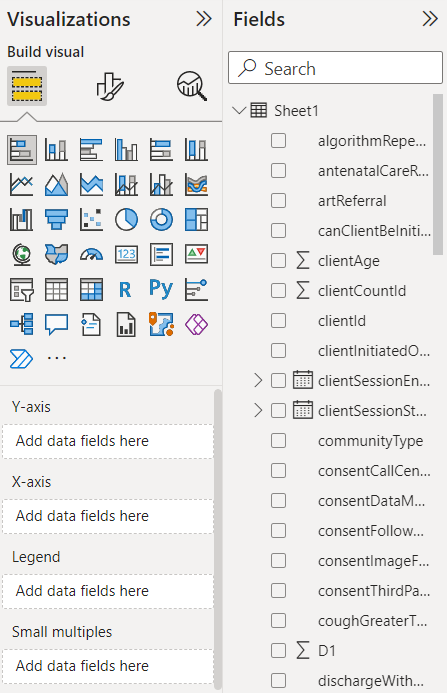 Visualizations
Build visual
123
R
Py
Y-axis
Add data fields here
X-axis
Add data fields here
Legend
Add data fields here
Small multiples
Add data fields here
Fields
Search
Sheet1
algorithmRepe...
antenatalCareR...
artReferral
canClientBeIniti...
clientAge
clientCountId
clientId
clientInitiatedO...
clientSessionEn...
clientSessionSt...
communityType
consentCallCen...
consentDataM...
consentFollow...
consentImageF...
consentThirdPa...
coughGreaterT...
D1
dischargeWith...